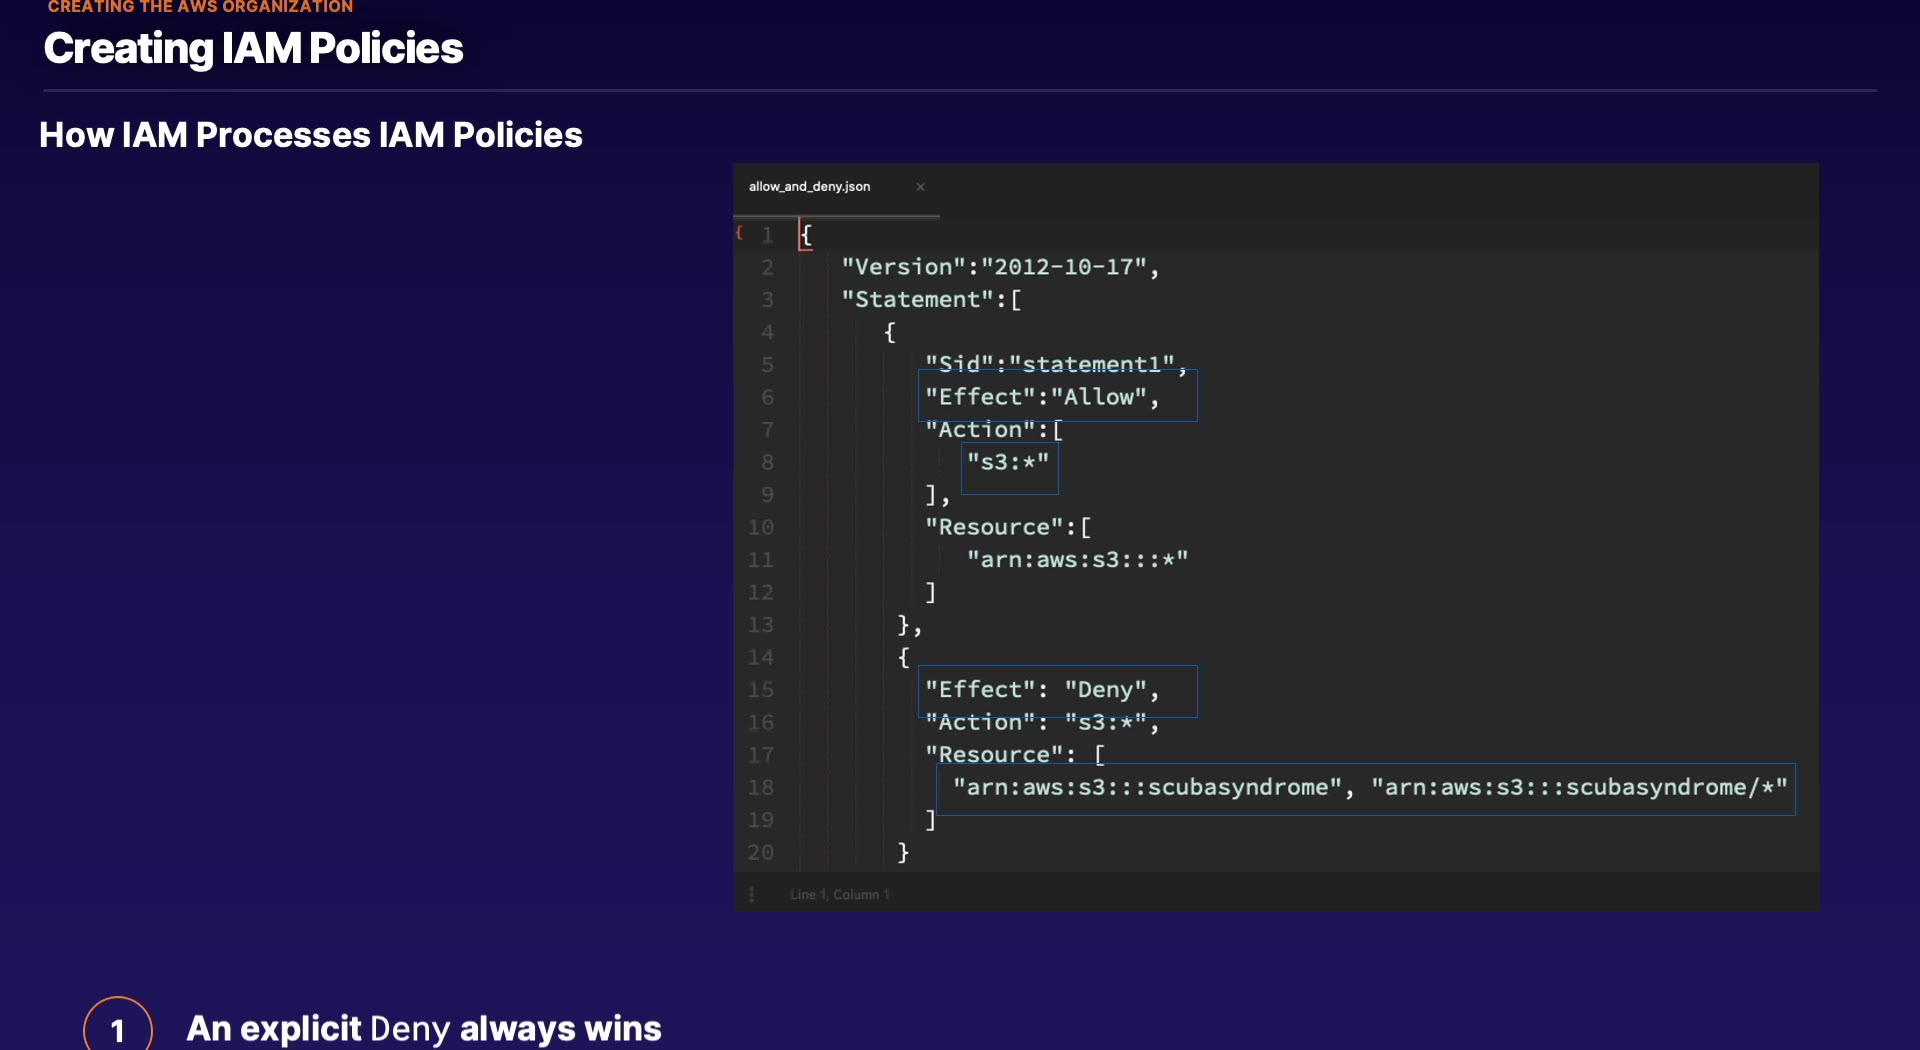 CREATING THE AWS ORGANIZATION
Creating IAM Policies
How IAM Processes IAM Policies
allow_and_deny.json ×
{ 1 {
2 "Version":"2012-10-17",
3 "Statement":[
4 {
5 "Sid":"statement1",
6 "Effect":"Allow",
7 "Action":[
8 "s3:*"
9 ],
10 "Resource":[
11 "arn:aws:s3:::*"
12 ]
13 },
14 {
15 "Effect": "Deny",
16 "Action": "s3:*",
17 "Resource": [
18 "arn:aws:s3:::scubasyndrome", "arn:aws:s3:::scubasyndrome/*"
19 ]
20 }
Line 1, Column 1
1 An explicit Deny always wins